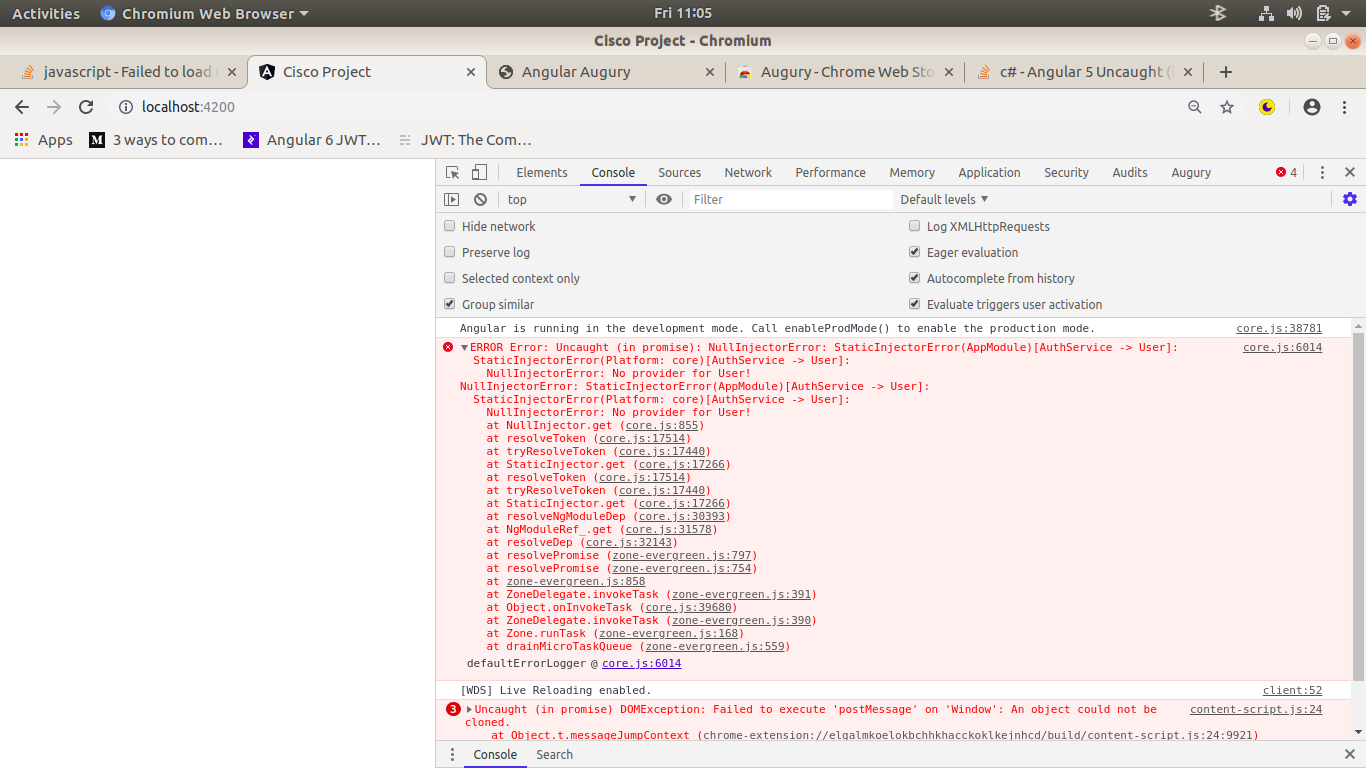 Activities Chromium Web Browser Fri 11:05
Cisco Project - Chromium
javascript - Failed to load Cisco Project Angular Augury Augury - Chrome Web Sto c# - Angular 5 Uncaught (
localhost:4200
Apps 3 ways to com… Angular 6 JWT… JWT: The Com…
Elements Console Sources Network Performance Memory Application Security Audits Augury 4
top Filter Default levels
Hide network Log XMLHttpRequests
Preserve log Eager evaluation
Selected context only Autocomplete from history
Group similar Evaluate triggers user activation
Angular is running in the development mode. Call enableProdMode() to enable the production mode. core.js:38781
ERROR Error: Uncaught (in promise): NullInjectorError: StaticInjectorError(AppModule)[AuthService -> User]: core.js:6014
StaticInjectorError(Platform: core)[AuthService -> User]:
NullInjectorError: No provider for User!
NullInjectorError: StaticInjectorError(AppModule)[AuthService -> User]:
StaticInjectorError(Platform: core)[AuthService -> User]:
NullInjectorError: No provider for User!
at NullInjector.get (core.js:855)
at resolveToken (core.js:17514)
at tryResolveToken (core.js:17440)
at StaticInjector.get (core.js:17266)
at resolveToken (core.js:17514)
at tryResolveToken (core.js:17440)
at StaticInjector.get (core.js:17266)
at resolveNgModuleDep (core.js:30393)
at NgModuleRef_.get (core.js:31578)
at resolveDep (core.js:32143)
at resolvePromise (zone-evergreen.js:797)
at resolvePromise (zone-evergreen.js:754)
at zone-evergreen.js:858
at ZoneDelegate.invokeTask (zone-evergreen.js:391)
at Object.onInvokeTask (core.js:39680)
at ZoneDelegate.invokeTask (zone-evergreen.js:390)
at Zone.runTask (zone-evergreen.js:168)
at drainMicroTaskQueue (zone-evergreen.js:559)
defaultErrorLogger @ core.js:6014
[WDS] Live Reloading enabled. client:52
3 Uncaught (in promise) DOMException: Failed to execute 'postMessage' on 'Window': An object could not be content-script.js:24
cloned.
at Object.t.messageJumpContext (chrome-extension://elgalmkoelokbchhkhacckoklkejnhcd/build/content-script.js:24:9921)
Console Search